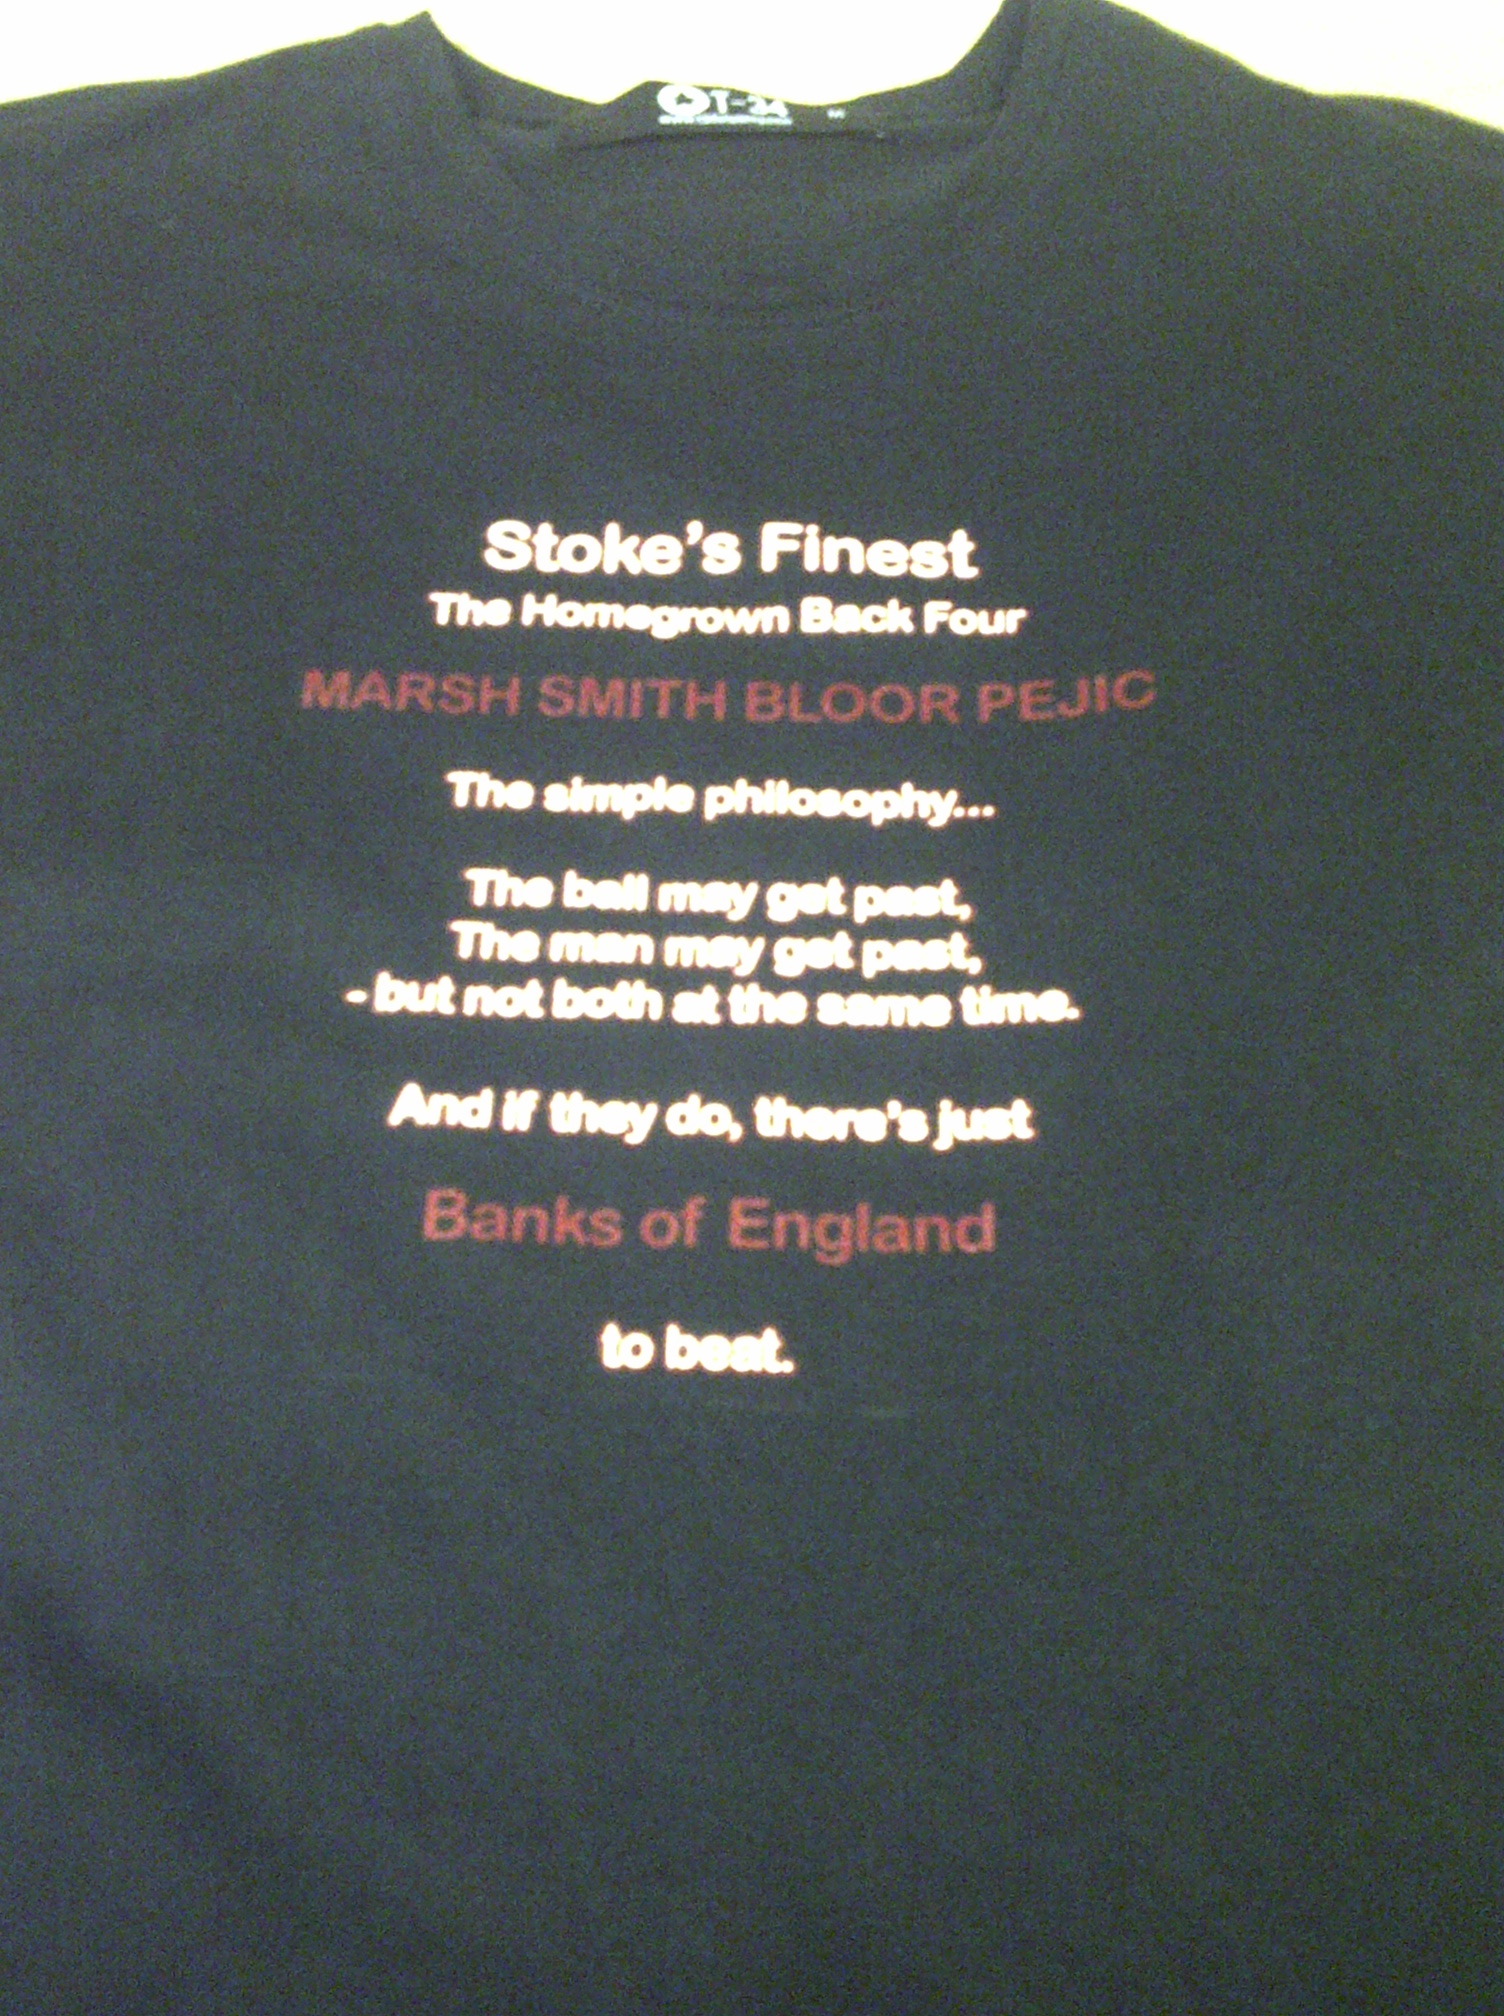 T-24
M
Stoke's Finest
The Homegrown Back Four
MARSH SMITH BLOOR PEJIC
The simple philosophy...
The ball may get past,
The man may get past,
- but not both at the same time.
And if they do, there's just
Banks of England
to beat.